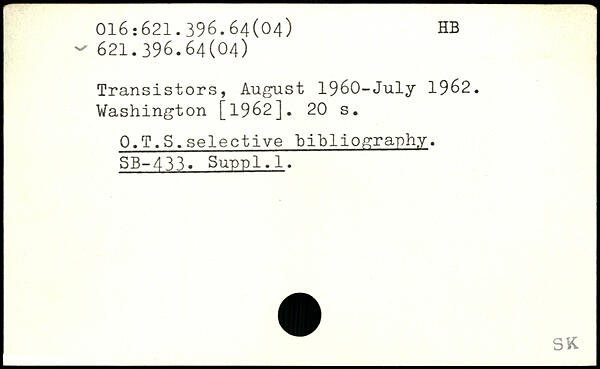 016:621.396.64(04) HB
621.396.64(04)
Transistors, August 1960-July 1962.
Washington [1962]. 20 s.
O.T.S.selective bibliography.
SB-433. Suppl.1.
SK